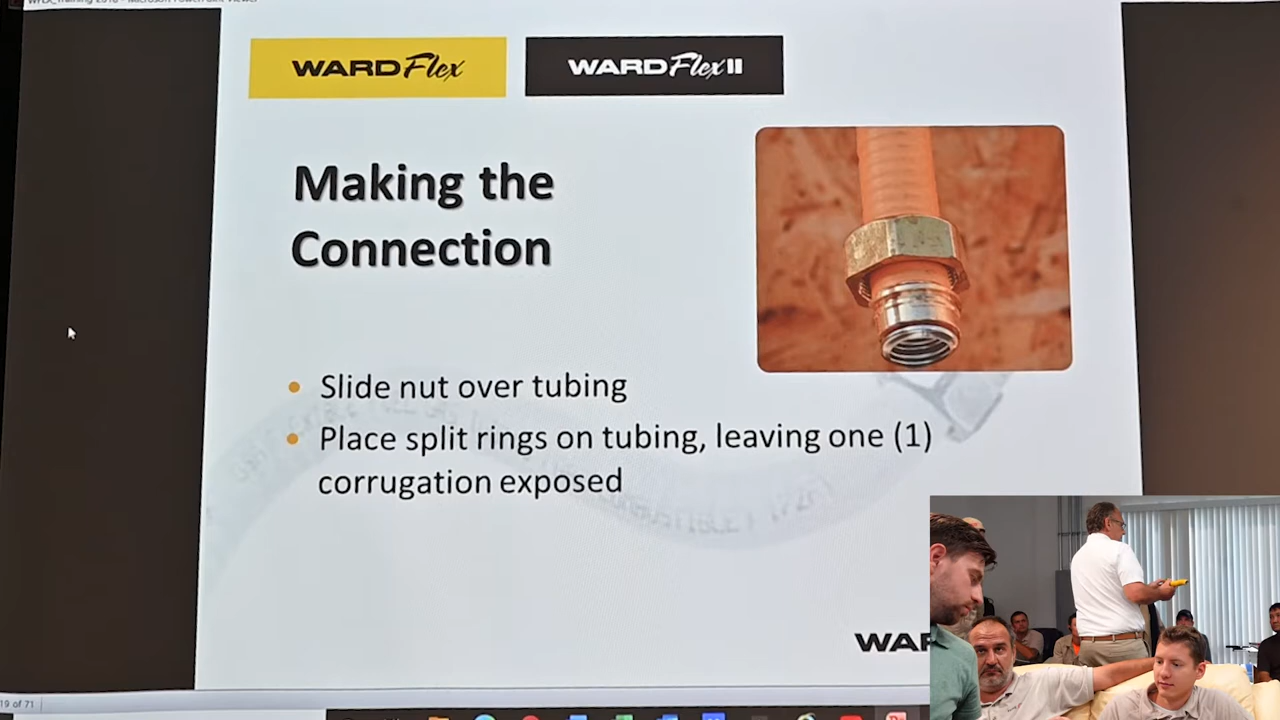 WARDFlex
WARDFlex II
Making the
Connection
• Slide nut over tubing
• Place split rings on tubing, leaving one (1)
corrugation exposed
19 of 71